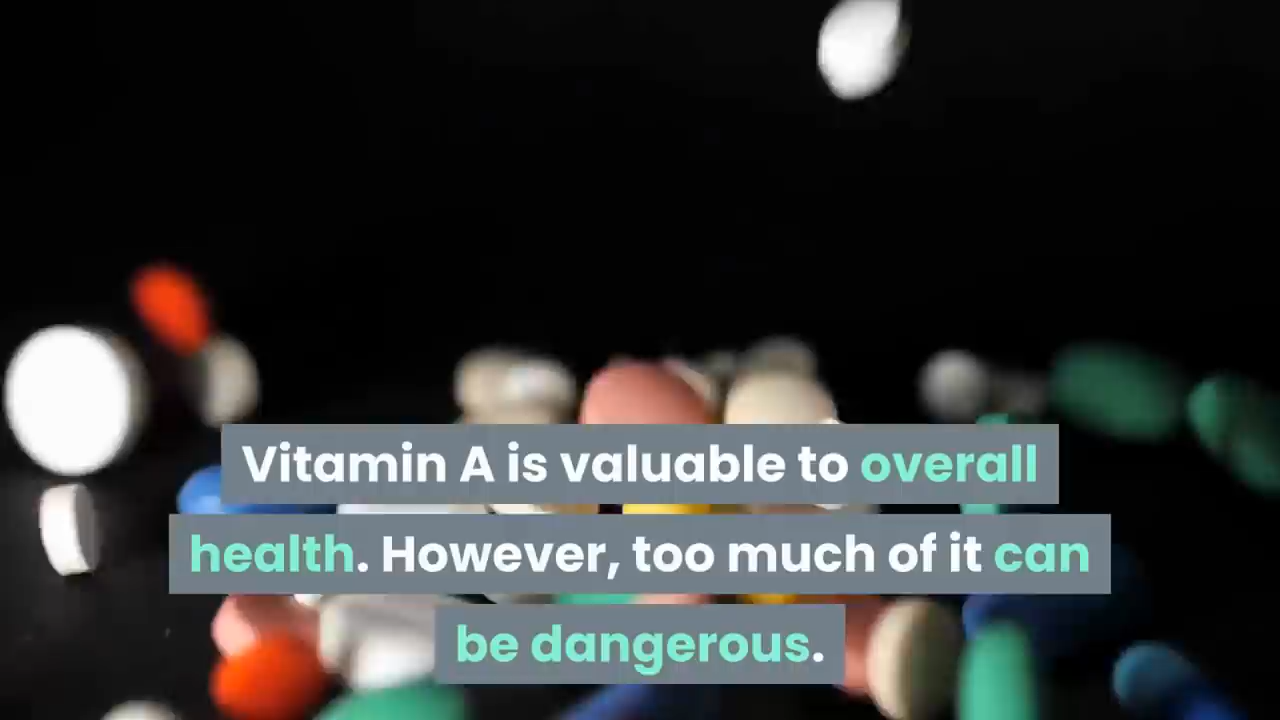 Vitamin A is valuable to overall
health. However, too much of it can
be dangerous.